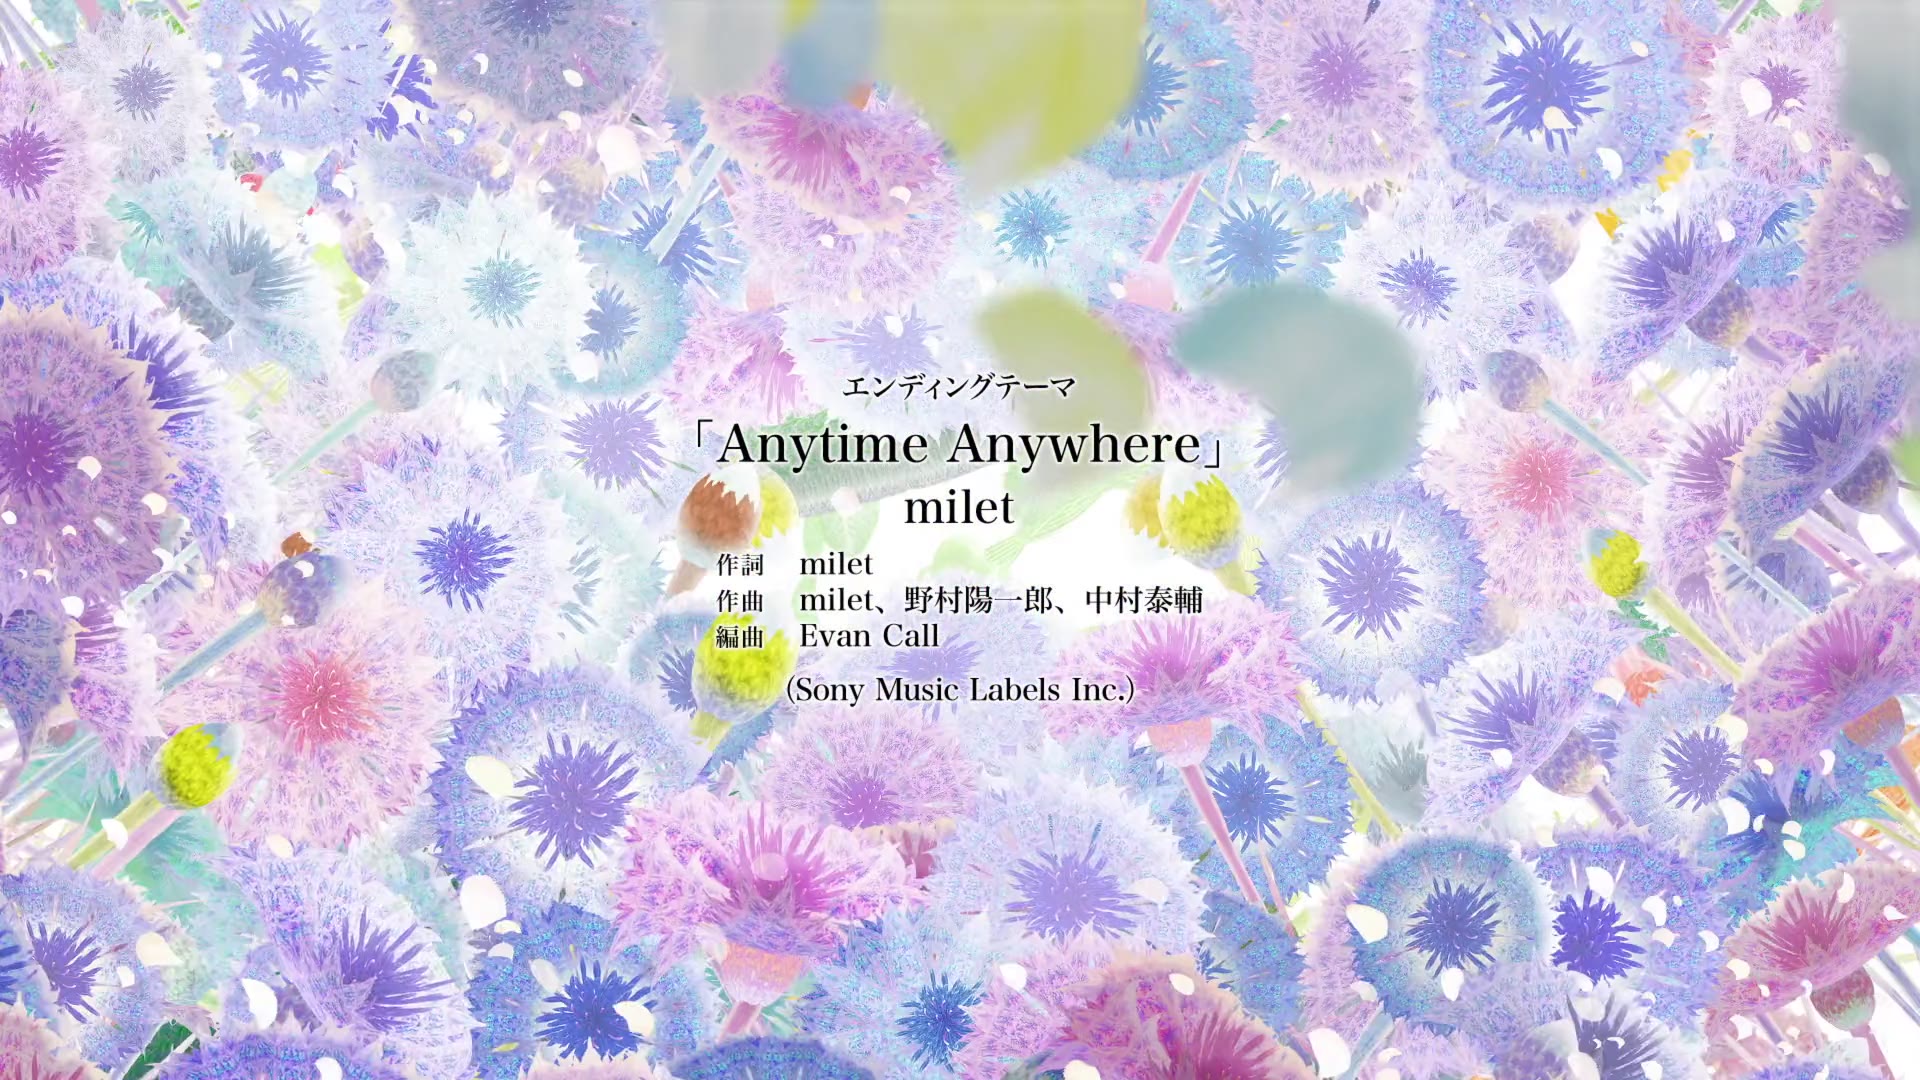 エンディングテーマ
「Anytime Anywhere」
milet
作詞 milet
作曲 milet、野村陽一郎、中村泰輔
編曲 Evan Call
(Sony Music Labels Inc.)